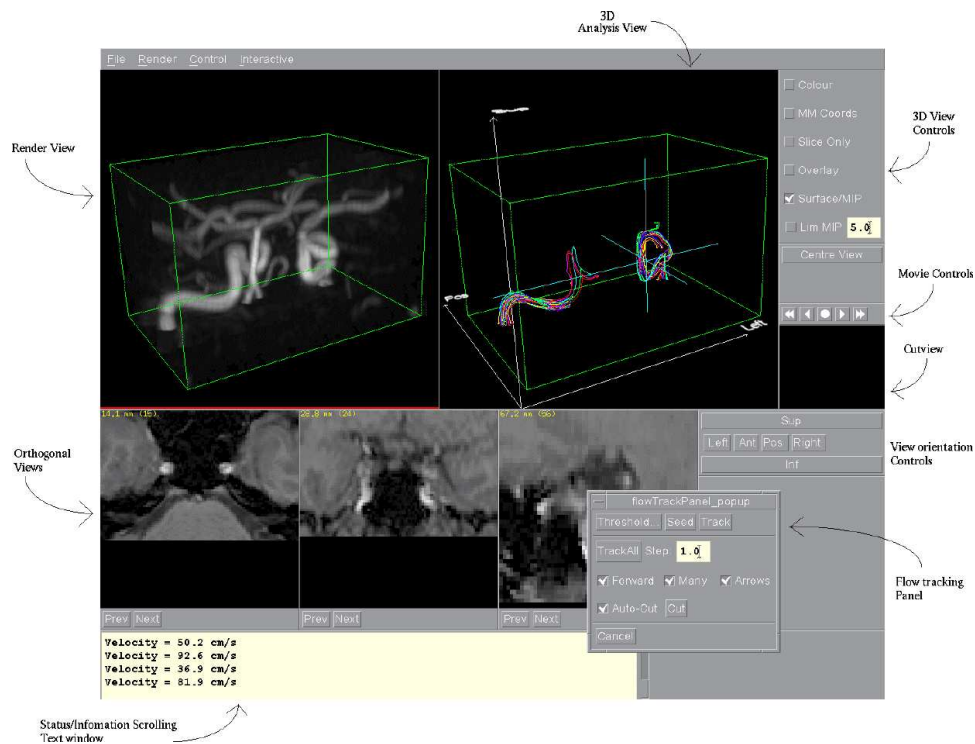 3D
Analysis View
File Render Control Interactive
Render View
Colour
MM Coords
Slice Only
Overlay
Surface/MIP
Lim MIP 5.0
Centre View
3D View
Controls
Pos
Left
Movie Controls
Cutview
14.1 mm (15)
28.8 mm (24)
67.2 mm (56)
Sup
Left Ant Pos Right
Inf
View orientation
Controls
Orthogonal
Views
flowTrackPanel_popup
Threshold... Seed Track
TrackAll Step 1.0
Forward Many Arrows
Auto-Cut Cut
Cancel
Flow tracking
Panel
Prev Next
Prev Next
Prev Next
Velocity = 50.2 cm/s
Velocity = 92.6 cm/s
Velocity = 36.9 cm/s
Velocity = 81.9 cm/s
Status/Infomation Scrolling
Text window